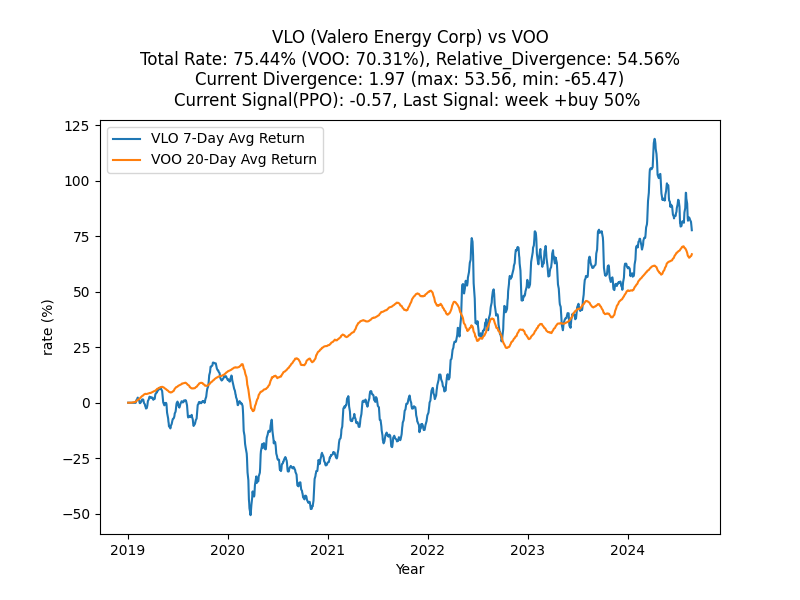 VLO (Valero Energy Corp) vs VOO
Total Rate: 75.44% (VOO: 70.31%), Relative_Divergence: 54.56%
Current Divergence: 1.97 (max: 53.56, min: -65.47)
Current Signal(PPO): -0.57, Last Signal: week +buy 50%
VLO 7-Day Avg Return
VOO 20-Day Avg Return
125
100
75
50
25
0
−25
−50
rate (%)
2019 2020 2021 2022 2023 2024
Year